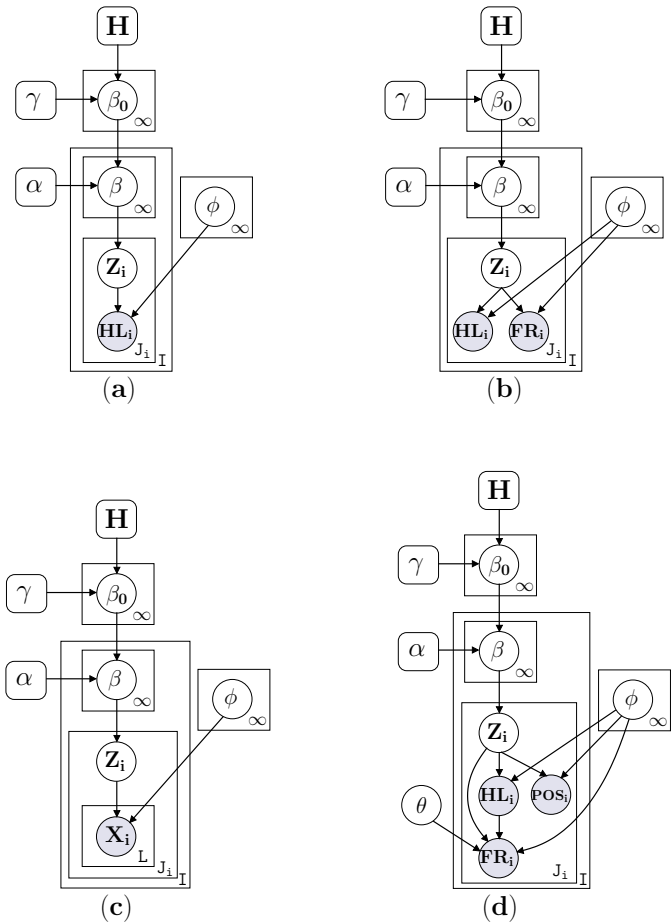 H
γ
β₀
∞
α
β
∞
φ
∞
Zᵢ
HLᵢ
Jᵢ
I
(a)
H
γ
β₀
∞
α
β
∞
φ
∞
Zᵢ
HLᵢ FRᵢ
Jᵢ
I
(b)
H
γ
β₀
∞
α
β
∞
φ
∞
Zᵢ
Xᵢ
L
Jᵢ
I
(c)
H
γ
β₀
∞
α
β
∞
φ
∞
Zᵢ
HLᵢ POSᵢ
θ
FRᵢ
Jᵢ
I
(d)